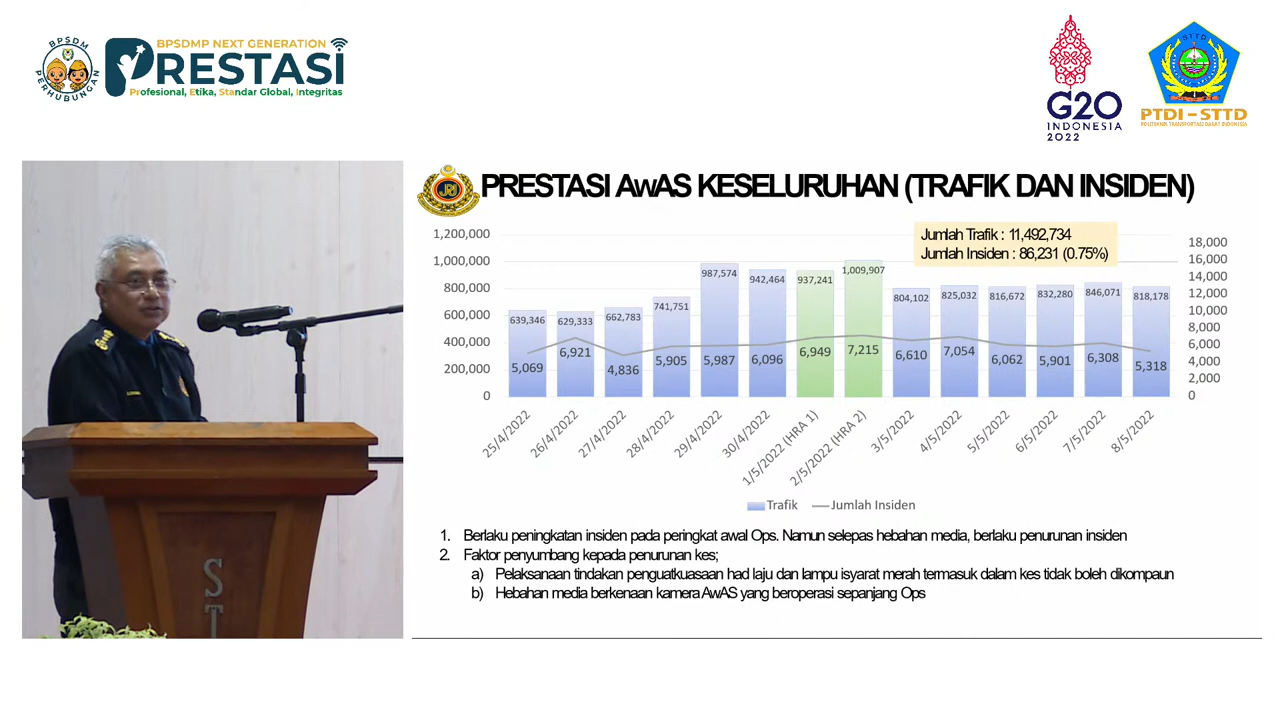 BPSDM
PERHUBUNGAN
BPSDMP NEXT GENERATION
PRESTASI
Profesional, Etika, Standar Global, Integritas
G20
INDONESIA
2022
STTD
PTDI - STTD
POLITEKNIK TRANSPORTASI DARAT INDONESIA
JPJ
PRESTASI AwAS KESELURUHAN (TRAFIK DAN INSIDEN)
Jumlah Trafik : 11,492,734
Jumlah Insiden : 86,231 (0.75%)
1,200,000
1,000,000
800,000
600,000
400,000
200,000
0
18,000
16,000
14,000
12,000
10,000
8,000
6,000
4,000
2,000
0
639,346
629,333
662,783
741,751
987,574
942,464
937,241
1,009,907
804,102
825,032
816,672
832,280
846,071
818,178
5,069
6,921
4,836
5,905
5,987
6,096
6,949
7,215
6,610
7,054
6,062
5,901
6,308
5,318
25/4/2022
26/4/2022
27/4/2022
28/4/2022
29/4/2022
30/4/2022
1/5/2022 (HRA 1)
2/5/2022 (HRA 2)
3/5/2022
4/5/2022
5/5/2022
6/5/2022
7/5/2022
8/5/2022
Trafik
Jumlah Insiden
1. Berlaku peningkatan insiden pada peringkat awal Ops. Namun selepas hebahan media, berlaku penurunan insiden
2. Faktor penyumbang kepada penurunan kes;
a) Pelaksanaan tindakan penguatkuasaan had laju dan lampu isyarat merah termasuk dalam kes tidak boleh dikompaun
b) Hebahan media berkenaan kamera AwAS yang beroperasi sepanjang Ops